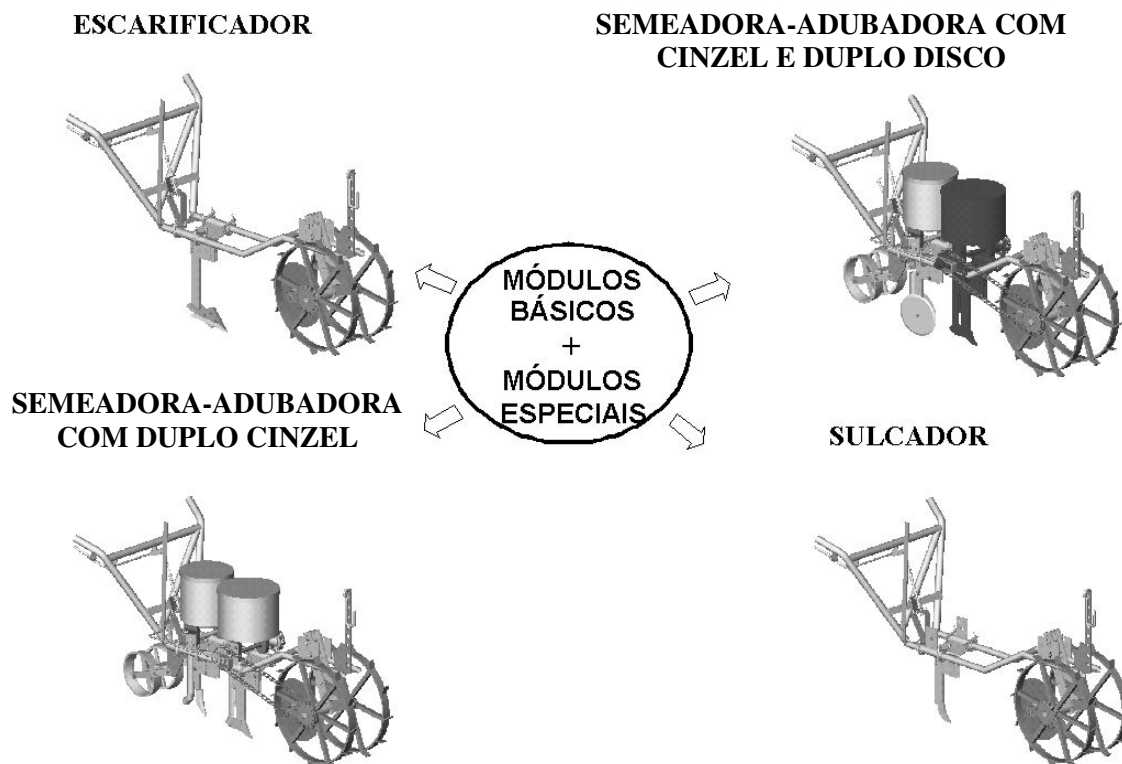 ESCARIFICADOR
SEMEADORA-ADUBADORA COM
CINZEL E DUPLO DISCO
MÓDULOS
BÁSICOS
+
MÓDULOS
ESPECIAIS
SEMEADORA-ADUBADORA
COM DUPLO CINZEL
SULCADOR